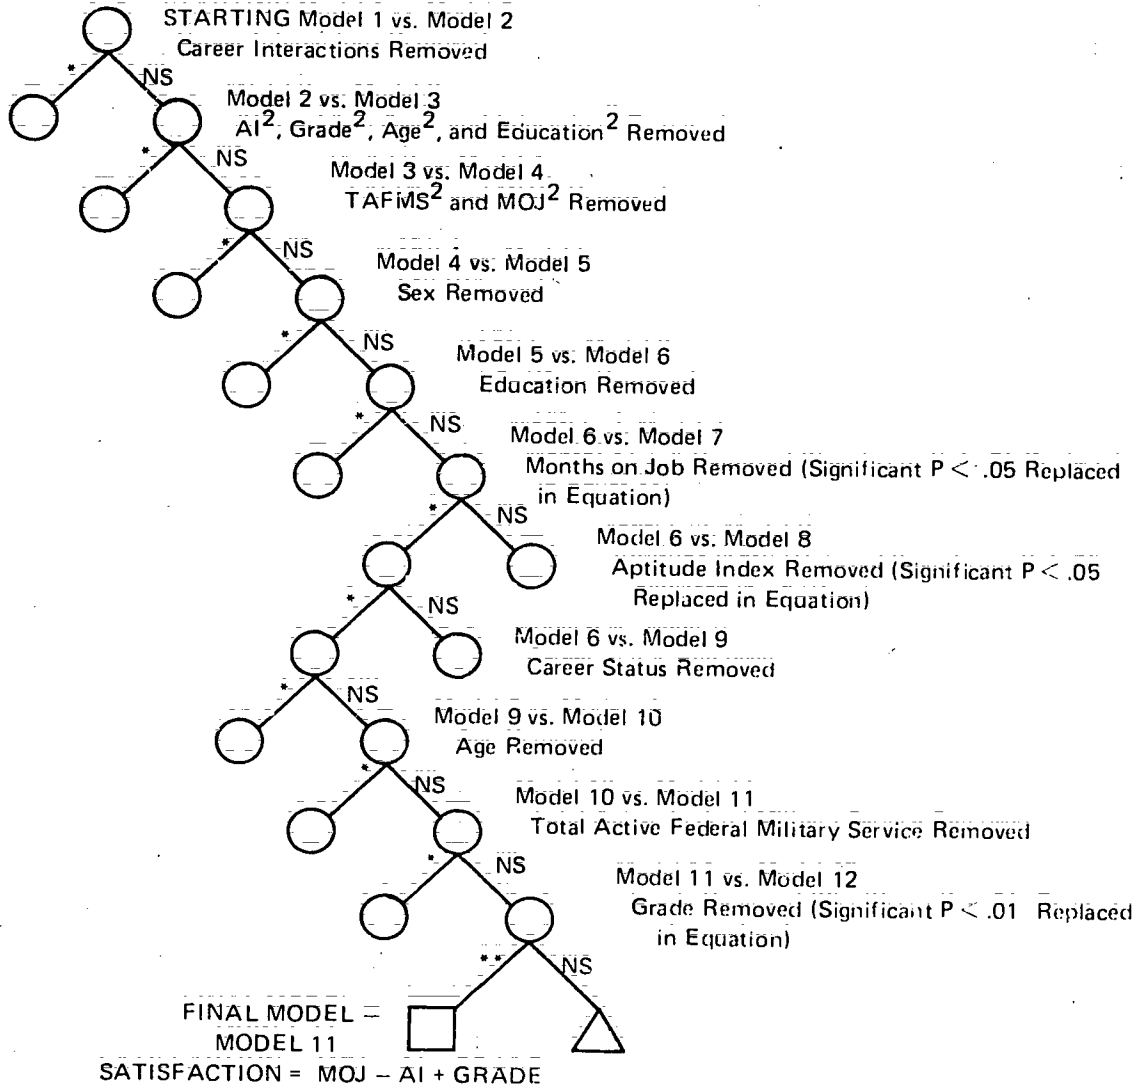 STARTING Model 1 vs. Model 2
Career Interactions Removed
* NS
Model 2 vs. Model 3
AI², Grade², Age², and Education² Removed
* NS
Model 3 vs. Model 4
TAFMS² and MOJ² Removed
* NS
Model 4 vs. Model 5
Sex Removed
* NS
Model 5 vs. Model 6
Education Removed
* NS
Model 6 vs. Model 7
Months on Job Removed (Significant P < .05 Replaced
in Equation)
* NS
Model 6 vs. Model 8
Aptitude Index Removed (Significant P < .05
Replaced in Equation)
* NS
Model 6 vs. Model 9
Career Status Removed
* NS
Model 9 vs. Model 10
Age Removed
* NS
Model 10 vs. Model 11
Total Active Federal Military Service Removed
* NS
Model 11 vs. Model 12
Grade Removed (Significant P < .01 Replaced
in Equation)
** NS
FINAL MODEL =
MODEL 11
SATISFACTION = MOJ − AI + GRADE